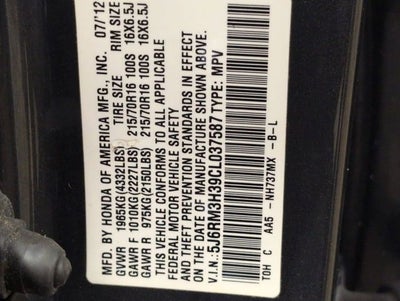 MFD. BY HONDA OF AMERICA MFG., INC. 07/12
GVWR 1965KG(4332LBS) TIRE SIZE RIM SIZE
GAWR F 1010KG(2227LBS) 215/70R16 100S 16X6.5J
GAWR R 975KG(2150LBS) 215/70R16 100S 16X6.5J
THIS VEHICLE CONFORMS TO ALL APPLICABLE
FEDERAL MOTOR VEHICLE SAFETY
AND THEFT PREVENTION STANDARDS IN EFFECT
ON THE DATE OF MANUFACTURE SHOWN ABOVE.
V.I.N.:5J6RM3H39CL037587 TYPE: MPV
TOH C AA5 -NH737MX -B-L